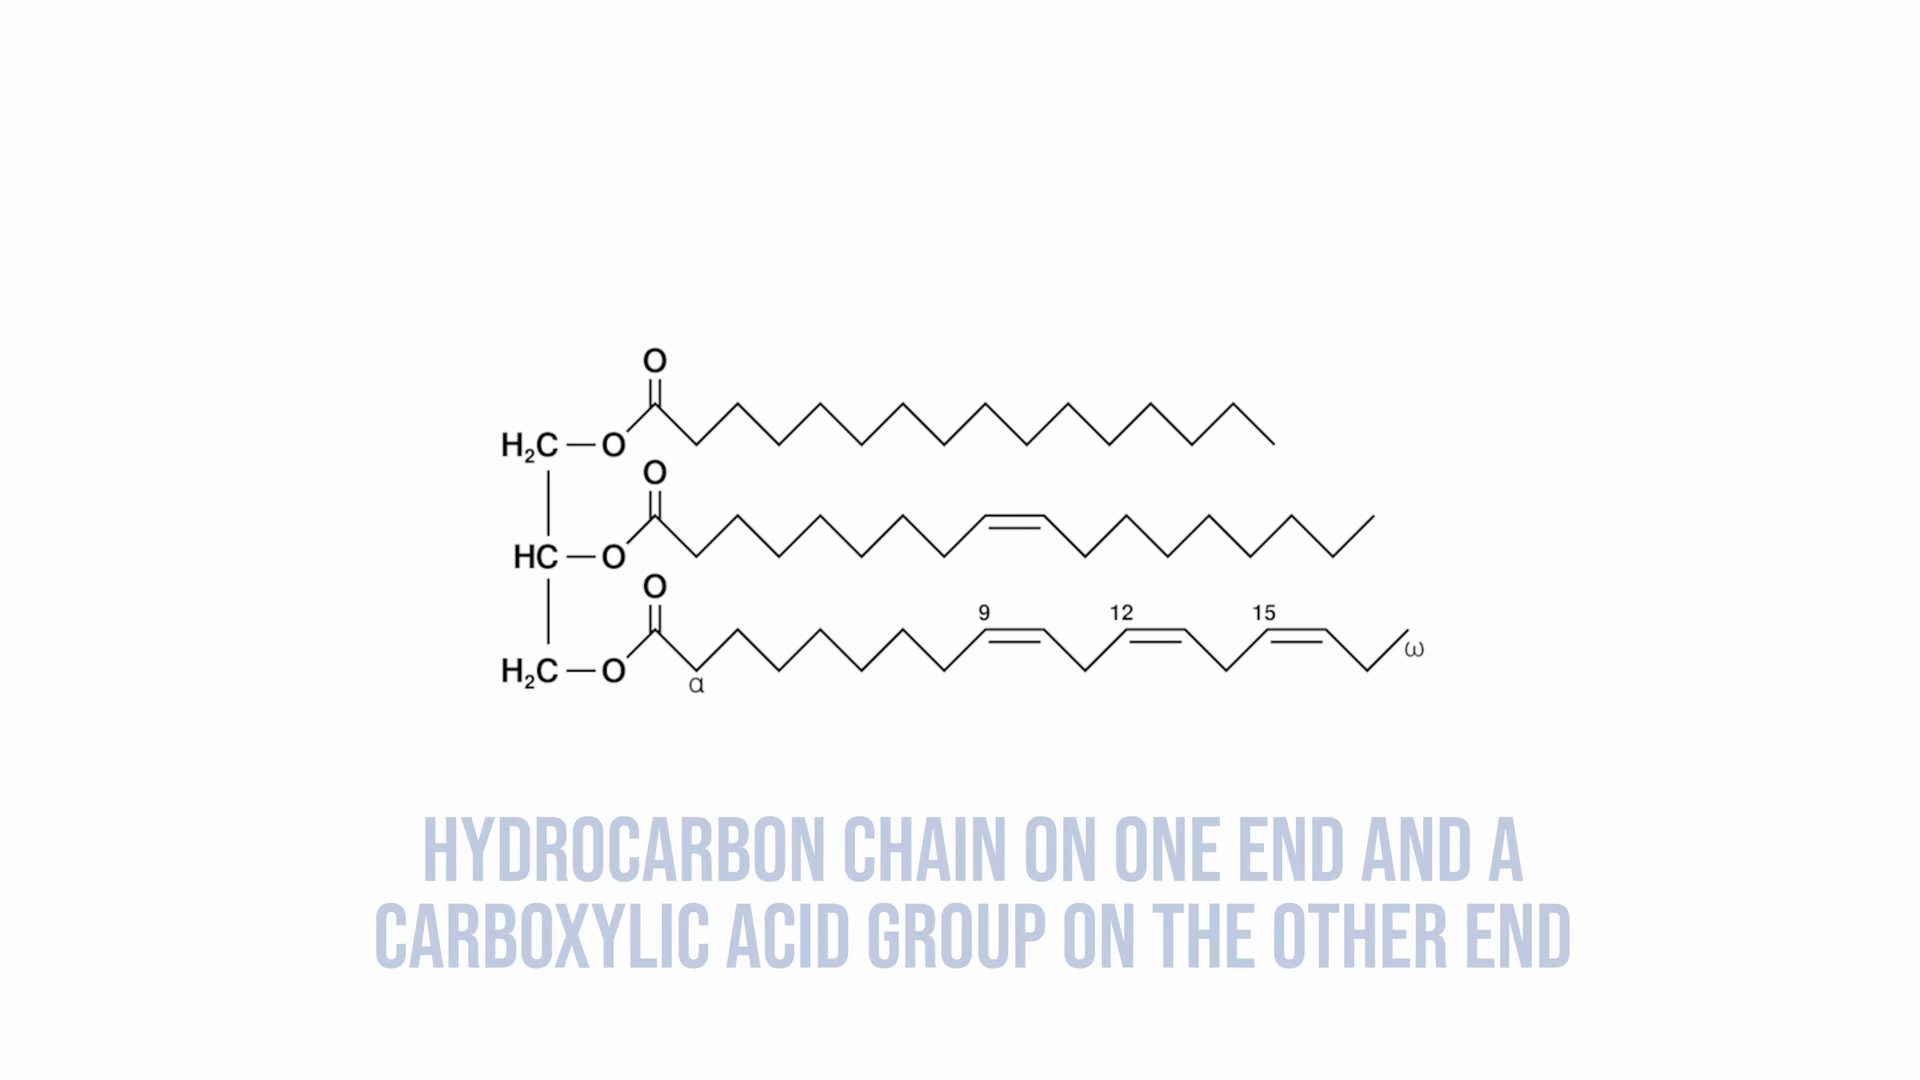 O
H₂C—O
O
HC—O
O
9 12 15
ω
H₂C—O
α
HYDROCARBON CHAIN ON ONE END AND A
CARBOXYLIC ACID GROUP ON THE OTHER END